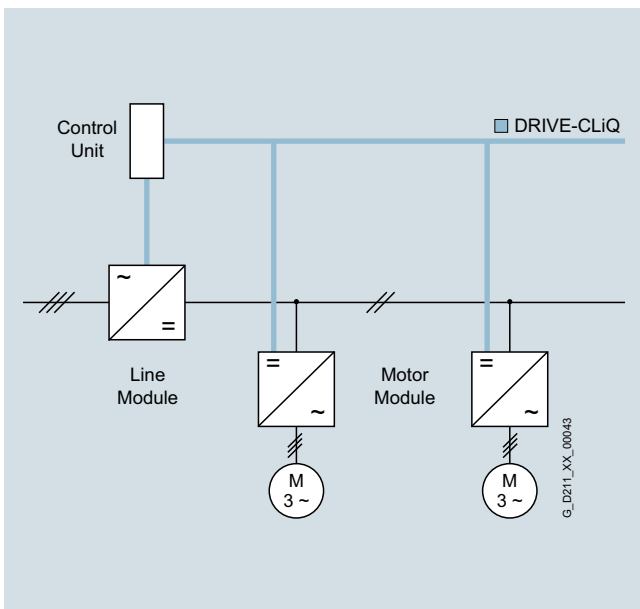 Control
Unit
DRIVE-CLiQ
~
=
Line
Module
=
~
Motor
Module
=
~
M
3 ~
M
3 ~
G_D211_XX_00043